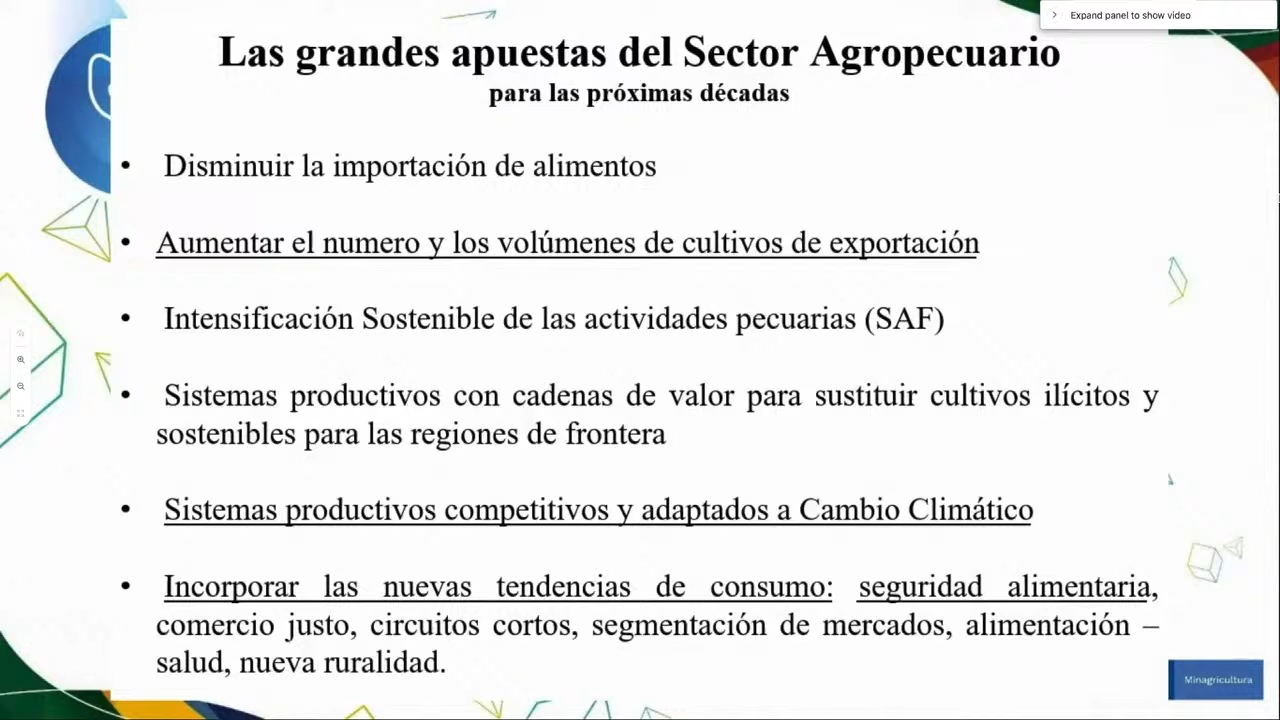 Expand panel to show video
Las grandes apuestas del Sector Agropecuario
para las próximas décadas
• Disminuir la importación de alimentos
• Aumentar el numero y los volúmenes de cultivos de exportación
• Intensificación Sostenible de las actividades pecuarias (SAF)
• Sistemas productivos con cadenas de valor para sustituir cultivos ilícitos y
sostenibles para las regiones de frontera
• Sistemas productivos competitivos y adaptados a Cambio Climático
• Incorporar las nuevas tendencias de consumo: seguridad alimentaria,
comercio justo, circuitos cortos, segmentación de mercados, alimentación –
salud, nueva ruralidad.
Minagricultura